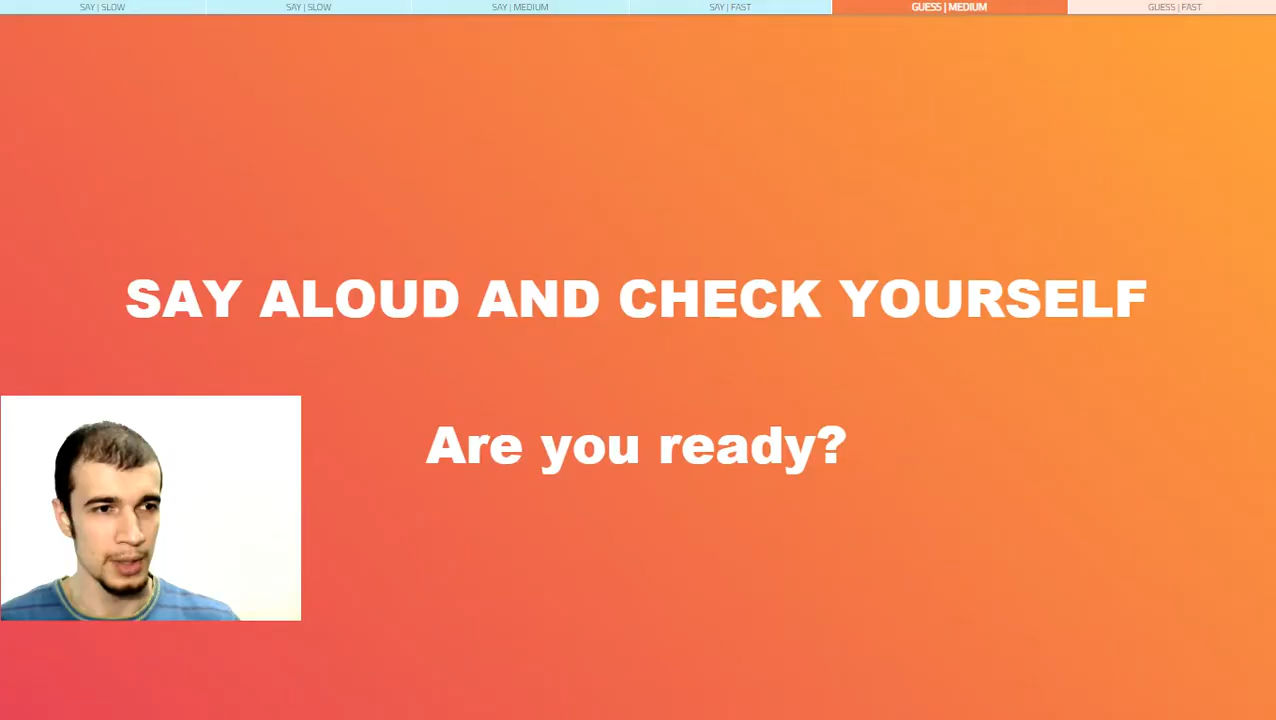 SAY | SLOW
SAY | SLOW
SAY | MEDIUM
SAY | FAST
GUESS | MEDIUM
GUESS | FAST
SAY ALOUD AND CHECK YOURSELF
Are you ready?